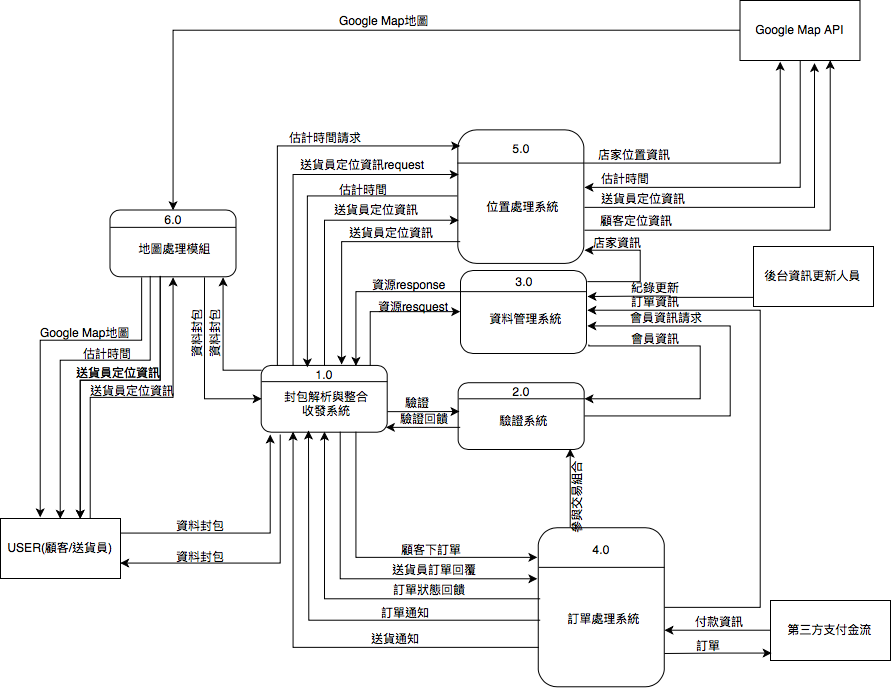 Google Map地圖
Google Map API
估計時間請求
5.0
店家位置資訊
送貨員定位資訊request
估計時間
估計時間
位置處理系統
送貨員定位資訊
送貨員定位資訊
顧客定位資訊
6.0
送貨員定位資訊
店家資訊
地圖處理模組
資源response
3.0
後台資訊更新人員
紀錄更新
訂單資訊
資源resquest
資料管理系統
會員資訊請求
資料封包
資料封包
Google Map地圖
會員資訊
估計時間
送貨員定位資訊
1.0
送貨員定位資訊
封包解析與整合
收發系統
2.0
驗證
驗證回饋
驗證系統
參與交易組合
資料封包
USER(顧客/送貨員)
資料封包
顧客下訂單
4.0
送貨員訂單回覆
訂單狀態回饋
訂單通知
訂單處理系統
付款資訊
第三方支付金流
送貨通知
訂單